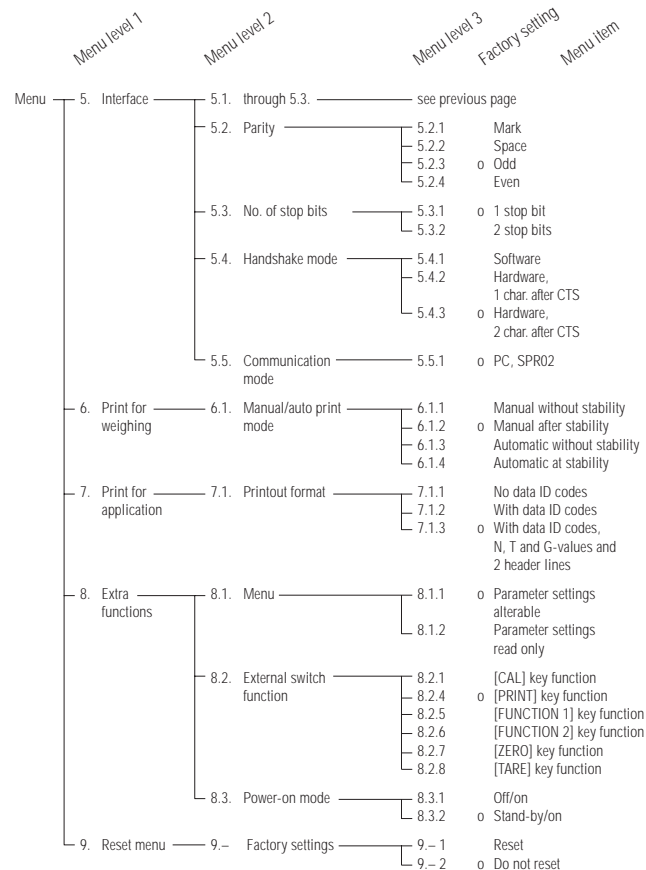 Menu level 1 Menu level 2 Menu level 3 Factory setting Menu item
Menu 5. Interface 5.1. through 5.3. see previous page
5.2. Parity 5.2.1 Mark
5.2.2 Space
5.2.3 o Odd
5.2.4 Even
5.3. No. of stop bits 5.3.1 o 1 stop bit
5.3.2 2 stop bits
5.4. Handshake mode 5.4.1 Software
5.4.2 Hardware,
1 char. after CTS
5.4.3 o Hardware,
2 char. after CTS
5.5. Communication 5.5.1 o PC, SPR02
mode
6. Print for 6.1. Manual/auto print 6.1.1 Manual without stability
weighing mode 6.1.2 o Manual after stability
6.1.3 Automatic without stability
6.1.4 Automatic at stability
7. Print for 7.1. Printout format 7.1.1 No data ID codes
application 7.1.2 With data ID codes
7.1.3 o With data ID codes,
N, T and G-values and
2 header lines
8. Extra 8.1. Menu 8.1.1 o Parameter settings
functions alterable
8.1.2 Parameter settings
read only
8.2. External switch 8.2.1 [CAL] key function
function 8.2.4 o [PRINT] key function
8.2.5 [FUNCTION 1] key function
8.2.6 [FUNCTION 2] key function
8.2.7 [ZERO] key function
8.2.8 [TARE] key function
8.3. Power-on mode 8.3.1 Off/on
8.3.2 o Stand-by/on
9. Reset menu 9.– Factory settings 9.– 1 Reset
9.– 2 o Do not reset